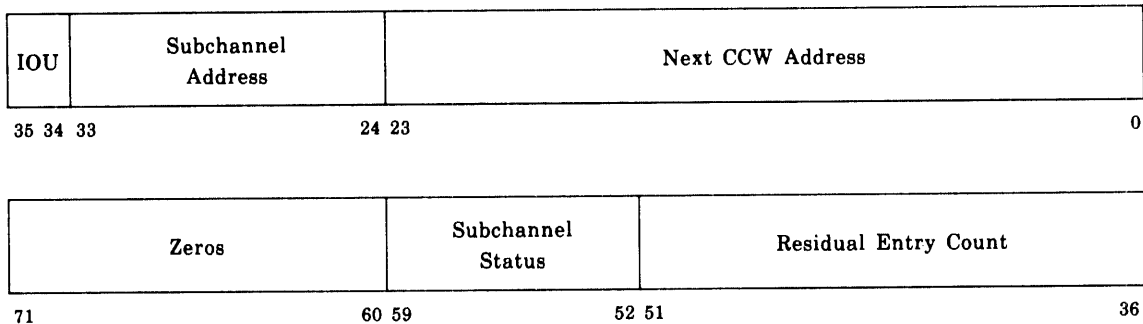 IOU
Subchannel
Address
Next CCW Address
35 34 33 24 23 0
Zeros
Subchannel
Status
Residual Entry Count
71 60 59 52 51 36